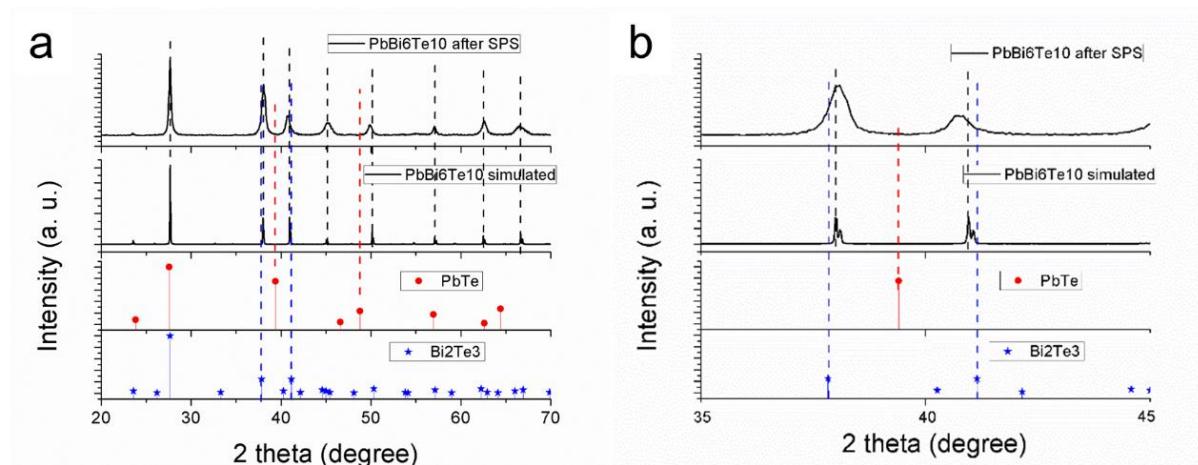 a
PbBi6Te10 after SPS
PbBi6Te10 simulated
PbTe
Bi2Te3
Intensity (a. u.)
20 30 40 50 60 70
2 theta (degree)
b
PbBi6Te10 after SPS
PbBi6Te10 simulated
PbTe
Bi2Te3
Intensity (a. u.)
35 40 45
2 theta (degree)